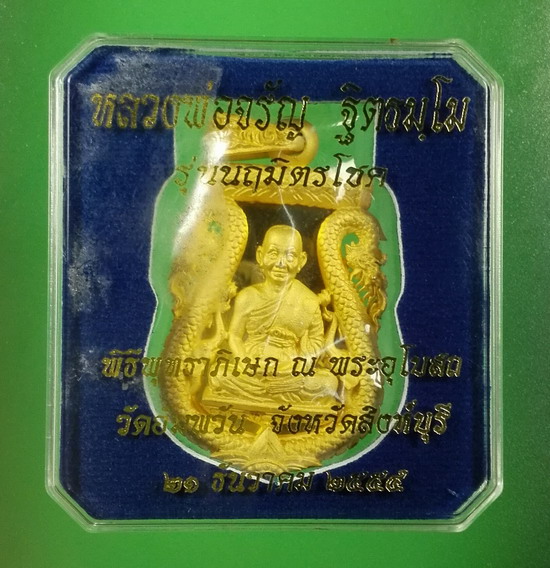 หลวงพ่อจรัญ ฐิตธมฺโม
รุ่นนฤมิตรโชค
พิธีพุทธาภิเษก ณ พระอุโบสถ
วัดอัมพวัน จังหวัดสิงห์บุรี
๒๑ ธันวาคม ๒๕๕๕